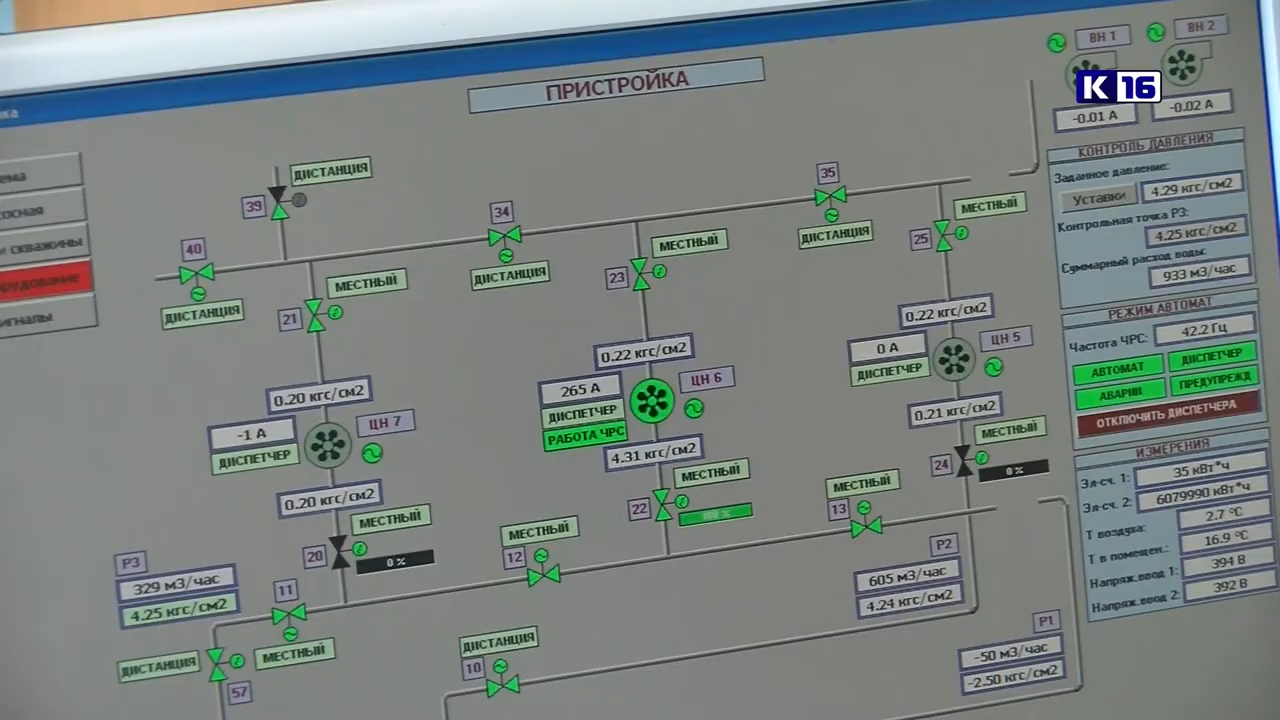 ВН 1
ВН 2
K 16
-0.01 А
-0.02 А
ПРИСТРОЙКА
КОНТРОЛЬ ДАВЛЕНИЯ
Заданное давление:
Уставки
4.29 кгс/см2
Контрольная точка Р3:
4.25 кгс/см2
Суммарный расход воды:
933 м3/час
РЕЖИМ АВТОМАТ
Частота ЧРС:
42.2 Гц
АВТОМАТ
ДИСПЕТЧЕР
АВАРИИ
ПРЕДУПРЕЖД
ОТКЛЮЧИТЬ ДИСПЕТЧЕРА
ИЗМЕРЕНИЯ
Эл-сч. 1:
35 кВт*ч
Эл-сч. 2:
6079990 кВт*ч
Т воздуха:
2.7 °C
Т в помещен.:
16.9 °C
Напряж.ввод 1:
394 В
Напряж.ввод 2:
392 В
скважины
39
ДИСТАНЦИЯ
40
ДИСТАНЦИЯ
34
ДИСТАНЦИЯ
35
ДИСТАНЦИЯ
21
МЕСТНЫЙ
23
МЕСТНЫЙ
25
МЕСТНЫЙ
0.20 кгс/см2
-1 А
ДИСПЕТЧЕР
ЦН 7
0.20 кгс/см2
МЕСТНЫЙ
20
0 %
0.22 кгс/см2
265 А
ДИСПЕТЧЕР
РАБОТА ЧРС
ЦН 6
4.31 кгс/см2
МЕСТНЫЙ
22
100 %
0.22 кгс/см2
0 А
ДИСПЕТЧЕР
ЦН 5
0.21 кгс/см2
МЕСТНЫЙ
24
0 %
Р3
329 м3/час
4.25 кгс/см2
11
МЕСТНЫЙ
МЕСТНЫЙ
12
МЕСТНЫЙ
13
ДИСТАНЦИЯ
57
ДИСТАНЦИЯ
10
Р2
605 м3/час
4.24 кгс/см2
Р1
-50 м3/час
-2.50 кгс/см2